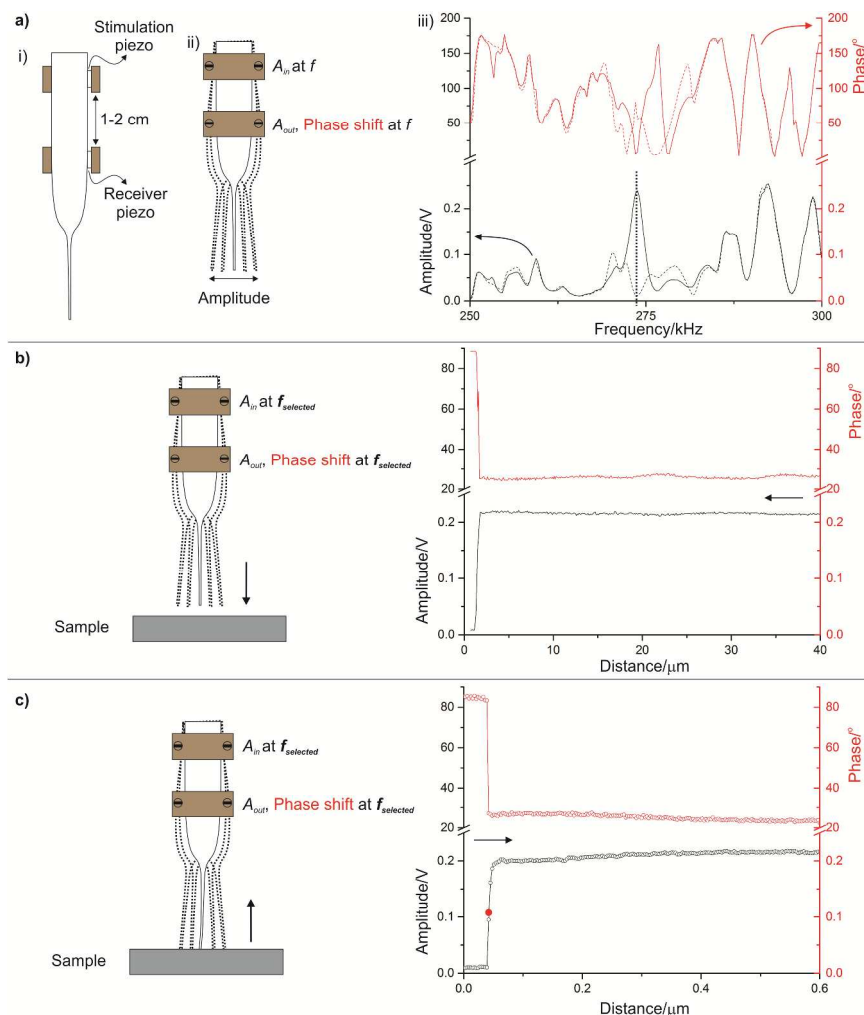 a)
i)
Stimulation
piezo
1-2 cm
Receiver
piezo
ii)
A_in at f
A_out, Phase shift at f
Amplitude
iii)
200
150
100
50
0.2
0.1
0.0
Amplitude/V
250
275
300
Frequency/kHz
200
150
100
50
0.2
0.1
0.0
Phase/°
b)
A_in at f_selected
A_out, Phase shift at f_selected
Sample
80
60
40
20
0.2
0.1
0.0
Amplitude/V
0
10
20
30
40
Distance/µm
80
60
40
20
0.2
0.1
0.0
Phase/°
c)
A_in at f_selected
A_out, Phase shift at f_selected
Sample
80
60
40
20
0.2
0.1
0.0
Amplitude/V
0.0
0.2
0.4
0.6
Distance/µm
80
60
40
20
0.2
0.1
0.0
Phase/°